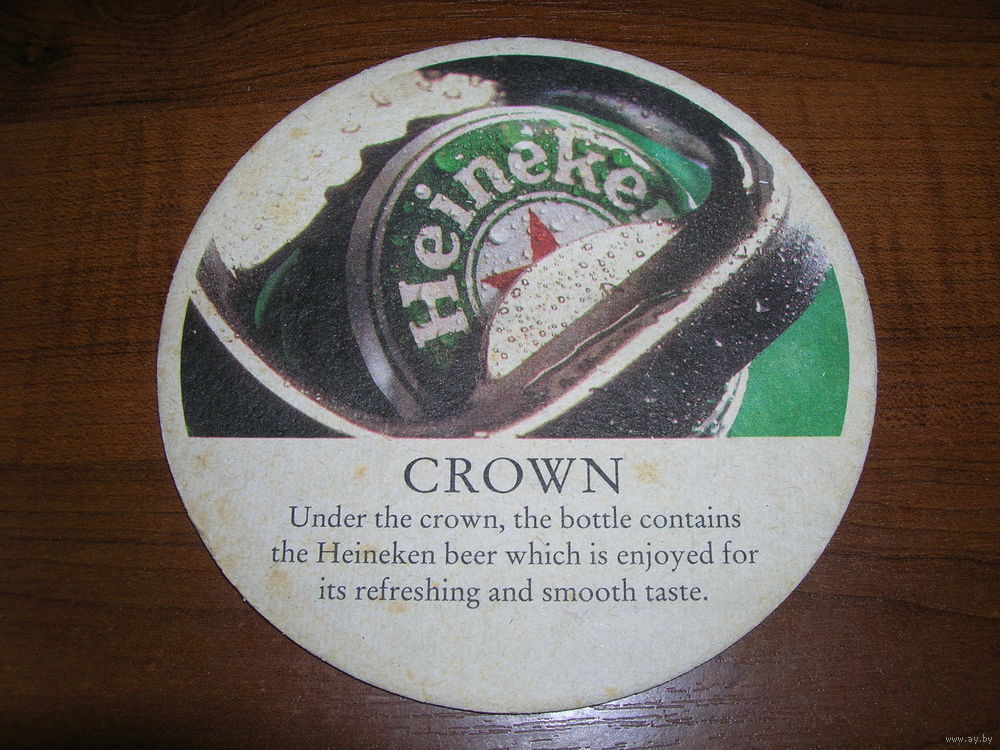 Heineke
CROWN
Under the crown, the bottle contains
the Heineken beer which is enjoyed for
its refreshing and smooth taste.
www.ay.by